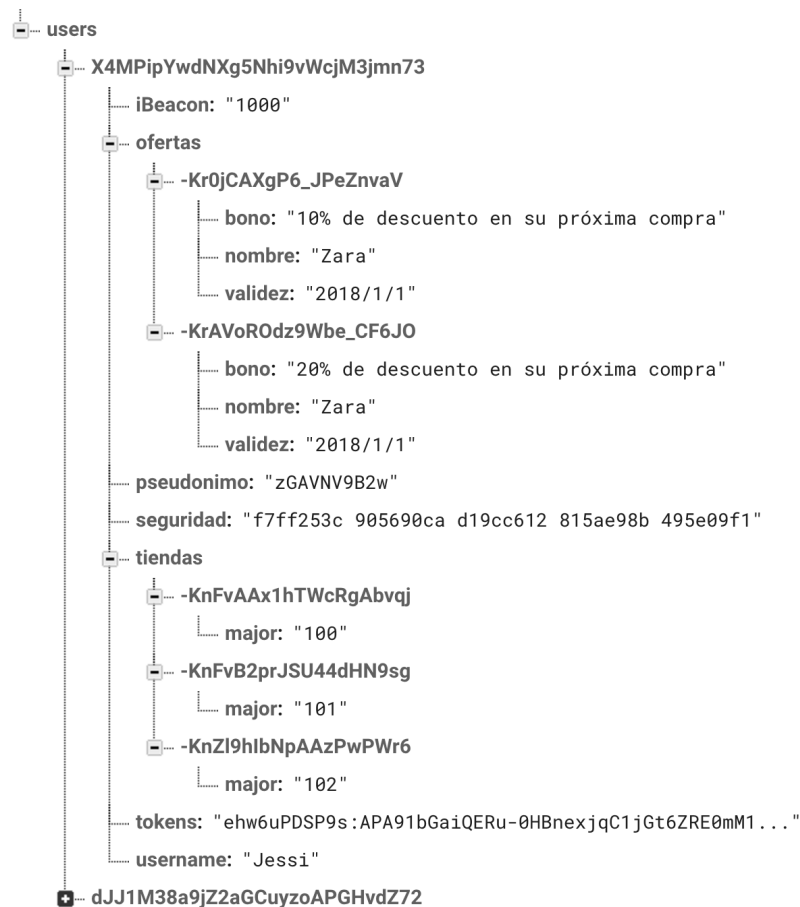 users
X4MPipYwdNXg5Nhi9vWcjM3jmn73
iBeacon: "1000"
ofertas
-Kr0jCAXgP6_JPeZnvaV
bono: "10% de descuento en su próxima compra"
nombre: "Zara"
validez: "2018/1/1"
-KrAVoROdz9Wbe_CF6JO
bono: "20% de descuento en su próxima compra"
nombre: "Zara"
validez: "2018/1/1"
pseudonimo: "zGAVNV9B2w"
seguridad: "f7ff253c 905690ca d19cc612 815ae98b 495e09f1"
tiendas
-KnFvAAx1hTWcRgAbvqj
major: "100"
-KnFvB2prJSU44dHN9sg
major: "101"
-KnZl9hIbNpAAzPwPWr6
major: "102"
tokens: "ehw6uPDSP9s:APA91bGaiQERu-0HBnexjqC1jGt6ZRE0mM1..."
username: "Jessi"
dJJ1M38a9jZ2aGCuyzoAPGHvdZ72